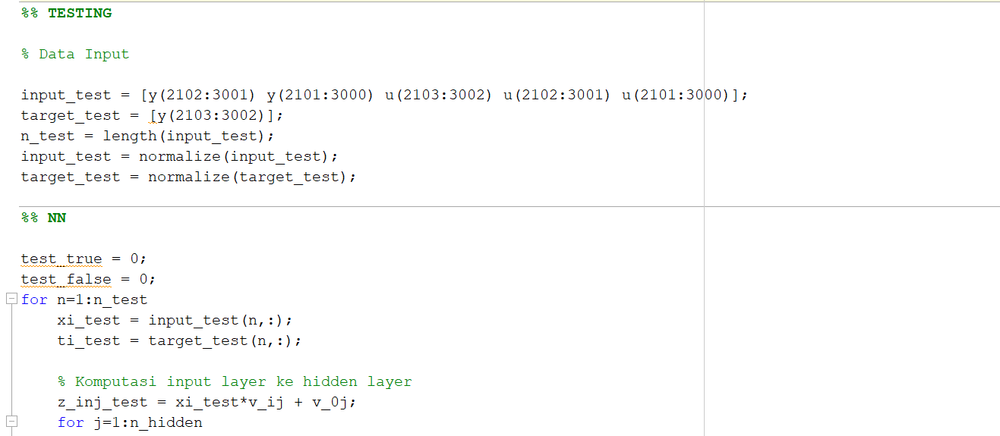 %% TESTING
% Data Input
input_test = [y(2102:3001) y(2101:3000) u(2103:3002) u(2102:3001) u(2101:3000)];
target_test = [y(2103:3002)];
n_test = length(input_test);
input_test = normalize(input_test);
target_test = normalize(target_test);
%% NN
test_true = 0;
test_false = 0;
for n=1:n_test
xi_test = input_test(n,:);
ti_test = target_test(n,:);
% Komputasi input layer ke hidden layer
z_inj_test = xi_test*v_ij + v_0j;
for j=1:n_hidden